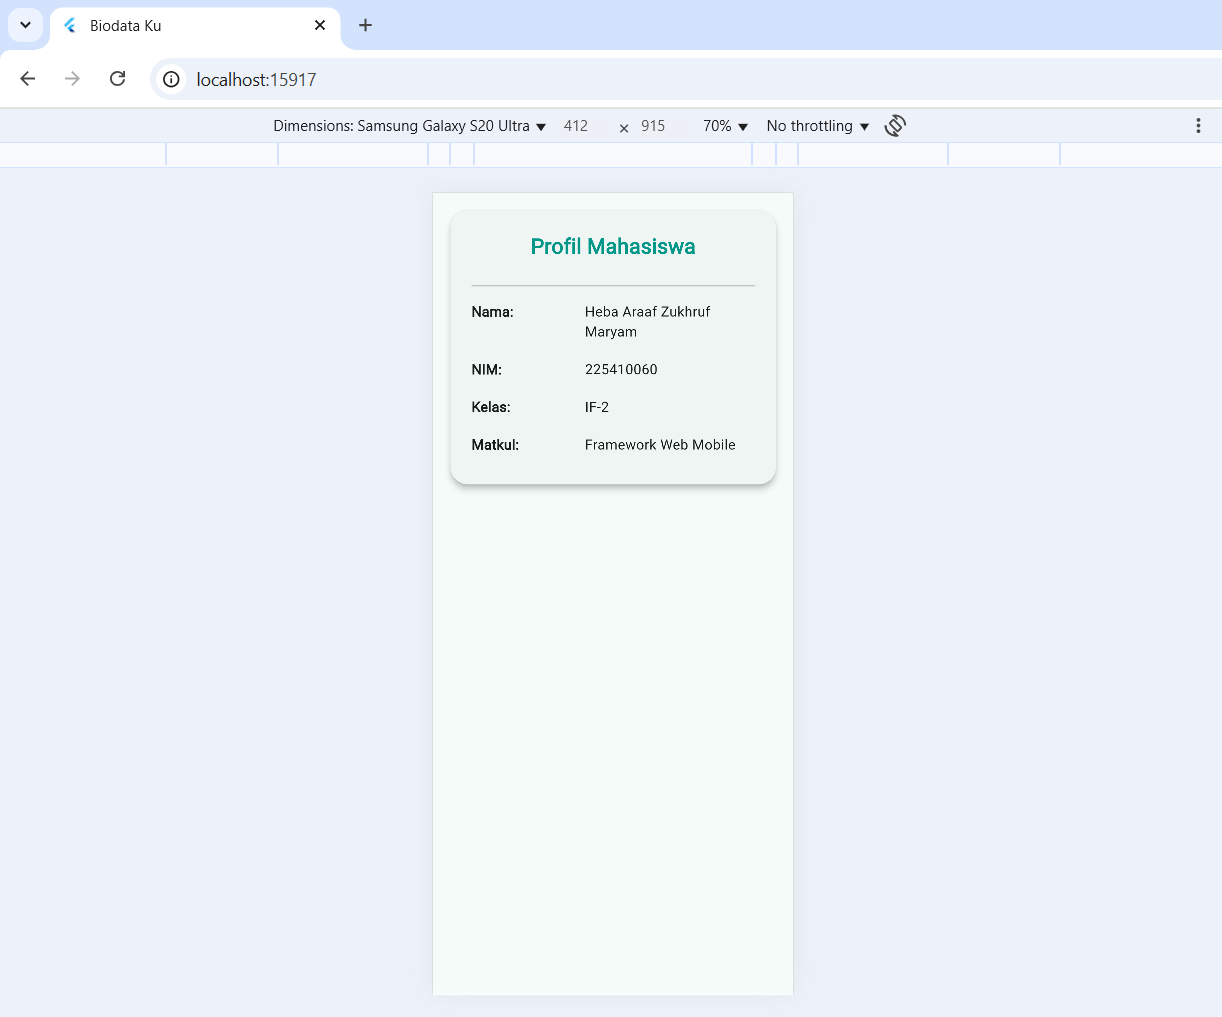 Biodata Ku
localhost:15917
Dimensions: Samsung Galaxy S20 Ultra 412 × 915 70% No throttling
Profil Mahasiswa
Nama: Heba Araaf Zukhruf
Maryam
NIM: 225410060
Kelas: IF-2
Matkul: Framework Web Mobile